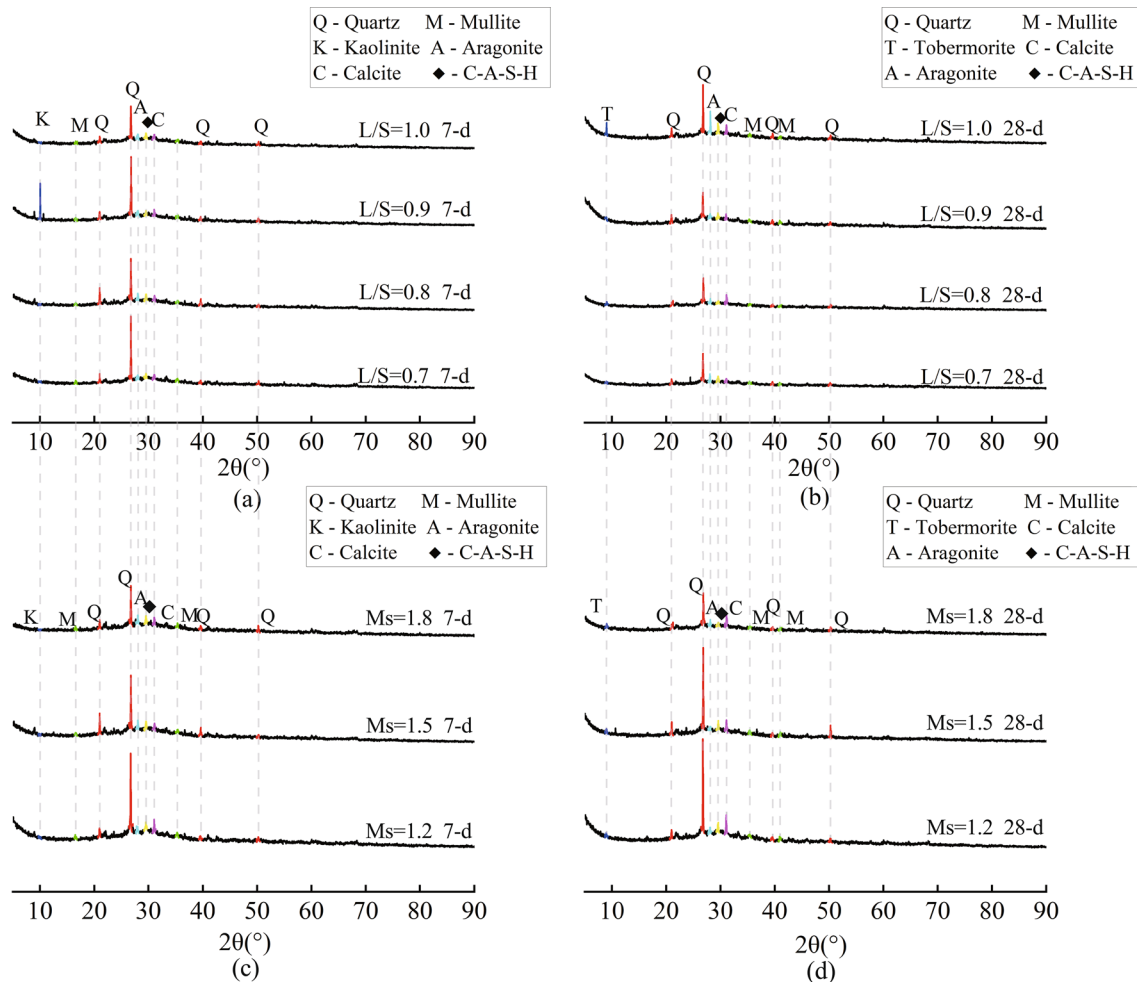 Q - Quartz M - Mullite
K - Kaolinite A - Aragonite
C - Calcite ◆ - C-A-S-H
K M Q Q A ◆ C Q Q
L/S=1.0 7-d
L/S=0.9 7-d
L/S=0.8 7-d
L/S=0.7 7-d
10 20 30 40 50 60 70 80 90
2θ(°)
(a)
Q - Quartz M - Mullite
T - Tobermorite C - Calcite
A - Aragonite ◆ - C-A-S-H
T Q Q A ◆ C M Q M Q
L/S=1.0 28-d
L/S=0.9 28-d
L/S=0.8 28-d
L/S=0.7 28-d
10 20 30 40 50 60 70 80 90
2θ(°)
(b)
Q - Quartz M - Mullite
K - Kaolinite A - Aragonite
C - Calcite ◆ - C-A-S-H
K M Q Q A ◆ C M Q Q
Ms=1.8 7-d
Ms=1.5 7-d
Ms=1.2 7-d
10 20 30 40 50 60 70 80 90
2θ(°)
(c)
Q - Quartz M - Mullite
T - Tobermorite C - Calcite
A - Aragonite ◆ - C-A-S-H
T Q Q A ◆ C M Q M Q
Ms=1.8 28-d
Ms=1.5 28-d
Ms=1.2 28-d
10 20 30 40 50 60 70 80 90
2θ(°)
(d)